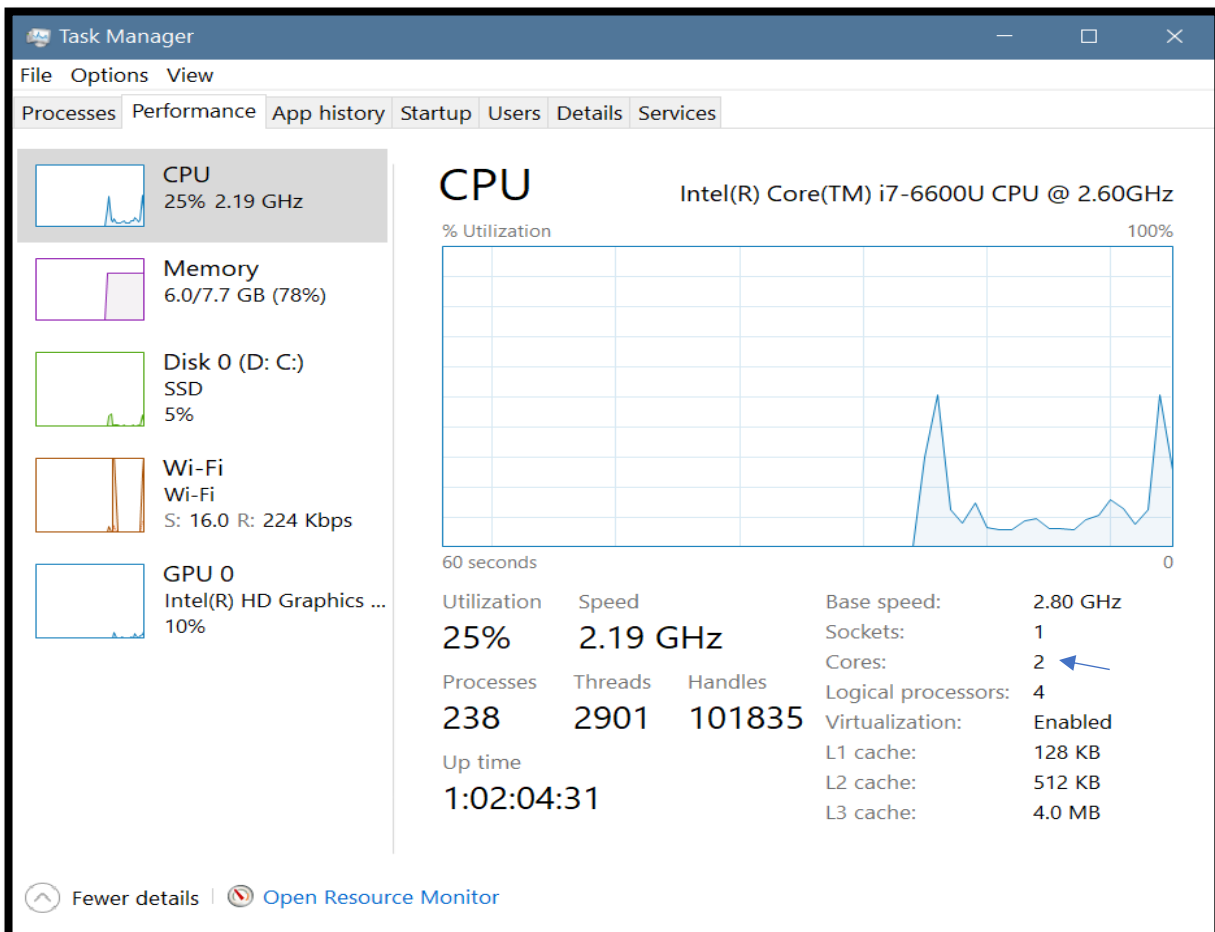 Task Manager
File Options View
Processes Performance App history Startup Users Details Services
CPU
25% 2.19 GHz
Memory
6.0/7.7 GB (78%)
Disk 0 (D: C:)
SSD
5%
Wi-Fi
Wi-Fi
S: 16.0 R: 224 Kbps
GPU 0
Intel(R) HD Graphics ...
10%
CPU
Intel(R) Core(TM) i7-6600U CPU @ 2.60GHz
% Utilization 100%
60 seconds 0
Utilization Speed
25% 2.19 GHz
Processes Threads Handles
238 2901 101835
Up time
1:02:04:31
Base speed: 2.80 GHz
Sockets: 1
Cores: 2
Logical processors: 4
Virtualization: Enabled
L1 cache: 128 KB
L2 cache: 512 KB
L3 cache: 4.0 MB
Fewer details
Open Resource Monitor